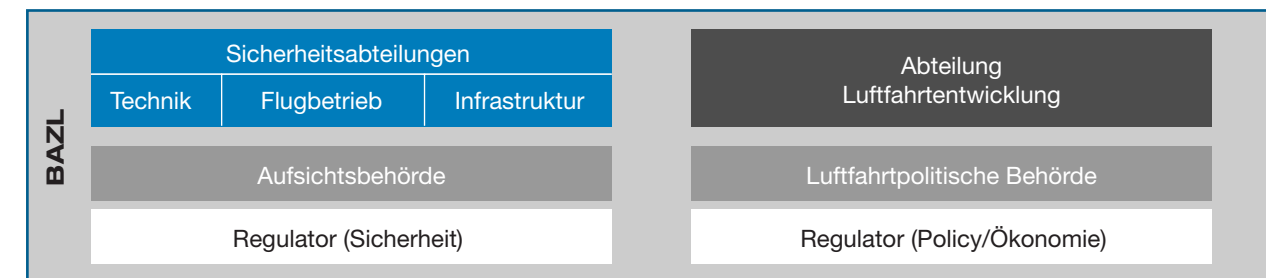 BAZL
Sicherheitsabteilungen
Technik Flugbetrieb Infrastruktur
Aufsichtsbehörde
Regulator (Sicherheit)
Abteilung
Luftfahrtentwicklung
Luftfahrtpolitische Behörde
Regulator (Policy/Ökonomie)